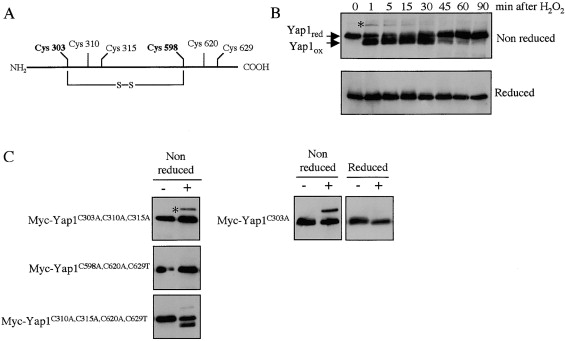 A
Cys 303
Cys 310
Cys 315
Cys 598
Cys 620
Cys 629
NH2
COOH
S–S
B
0 1 5 15 30 45 60 90 min after H2O2
*
Yap1red
Yap1ox
Non reduced
Reduced
C
Non
reduced
- +
Myc-Yap1C303A,C310A,C315A
*
Myc-Yap1C598A,C620A,C629T
Myc-Yap1C310A,C315A,C620A,C629T
Non
reduced
Reduced
- + - +
Myc-Yap1C303A